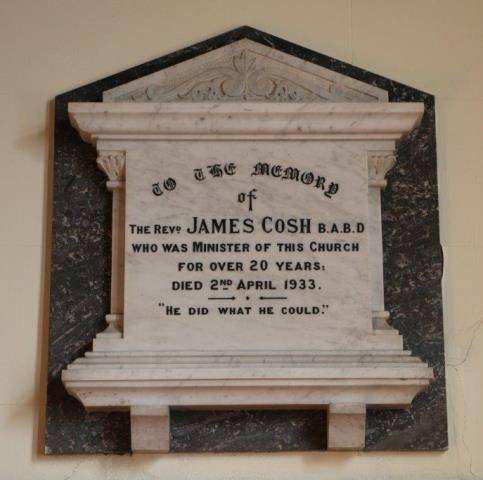 TO THE MEMORY
of
THE REVD JAMES COSH B.A.B.D
WHO WAS MINISTER OF THIS CHURCH
FOR OVER 20 YEARS:
DIED 2ND APRIL 1933.
"HE DID WHAT HE COULD."